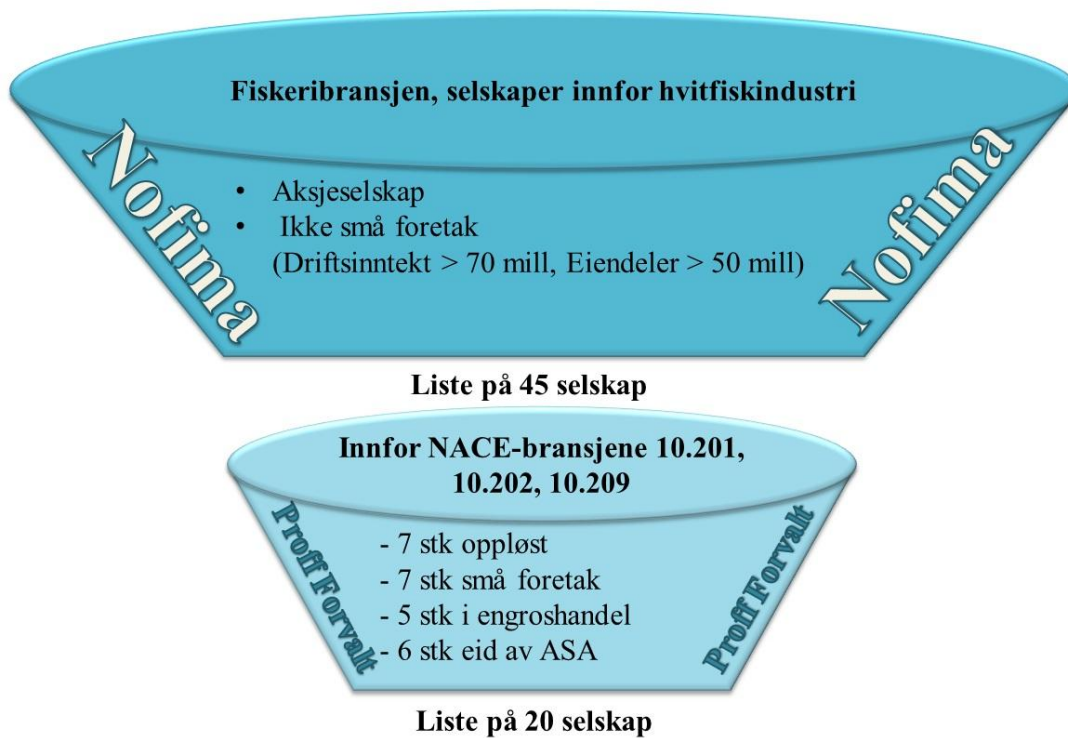 Fiskeribransjen, selskaper innfor hvitfiskindustri
Nofima
Nofima
• Aksjeselskap
• Ikke små foretak
(Driftsinntekt > 70 mill, Eiendeler > 50 mill)
Liste på 45 selskap
Innfor NACE-bransjene 10.201,
10.202, 10.209
Proff Forvalt
Proff Forvalt
- 7 stk oppløst
- 7 stk små foretak
- 5 stk i engroshandel
- 6 stk eid av ASA
Liste på 20 selskap